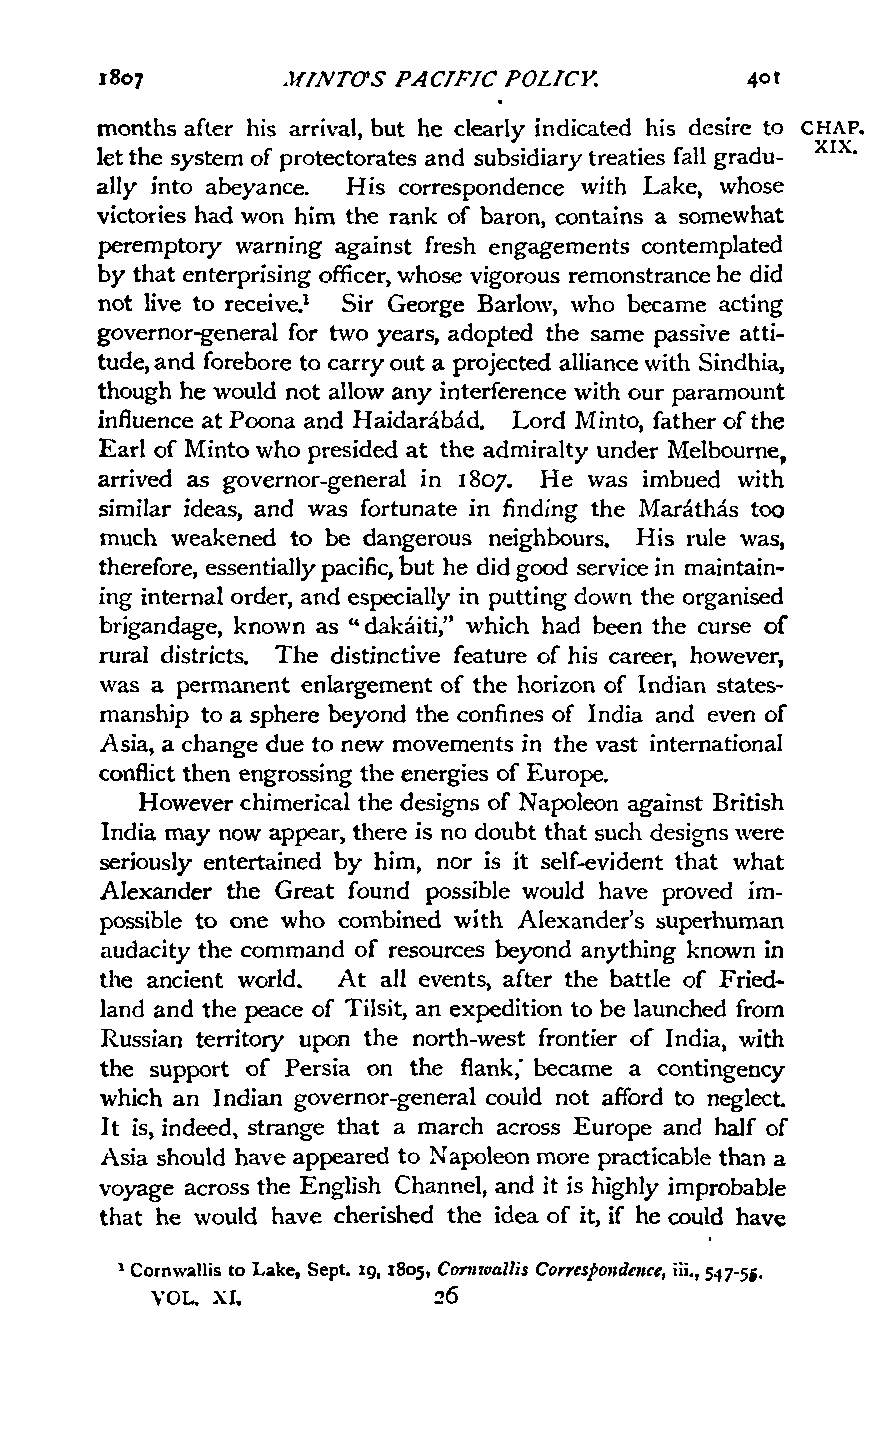 1807 MINTO'S PACIFIC POLICY. 401
months after his arrival, but he clearly indicated his desire to CHAP.
let the system of protectorates and subsidiary treaties fall gradu- XIX.
ally into abeyance. His correspondence with Lake, whose
victories had won him the rank of baron, contains a somewhat
peremptory warning against fresh engagements contemplated
by that enterprising officer, whose vigorous remonstrance he did
not live to receive.¹ Sir George Barlow, who became acting
governor-general for two years, adopted the same passive atti-
tude, and forebore to carry out a projected alliance with Sindhia,
though he would not allow any interference with our paramount
influence at Poona and Haidarábád. Lord Minto, father of the
Earl of Minto who presided at the admiralty under Melbourne,
arrived as governor-general in 1807. He was imbued with
similar ideas, and was fortunate in finding the Maráthás too
much weakened to be dangerous neighbours. His rule was,
therefore, essentially pacific, but he did good service in maintain-
ing internal order, and especially in putting down the organised
brigandage, known as "dakáiti," which had been the curse of
rural districts. The distinctive feature of his career, however,
was a permanent enlargement of the horizon of Indian states-
manship to a sphere beyond the confines of India and even of
Asia, a change due to new movements in the vast international
conflict then engrossing the energies of Europe.
However chimerical the designs of Napoleon against British
India may now appear, there is no doubt that such designs were
seriously entertained by him, nor is it self-evident that what
Alexander the Great found possible would have proved im-
possible to one who combined with Alexander's superhuman
audacity the command of resources beyond anything known in
the ancient world. At all events, after the battle of Fried-
land and the peace of Tilsit, an expedition to be launched from
Russian territory upon the north-west frontier of India, with
the support of Persia on the flank, became a contingency
which an Indian governor-general could not afford to neglect.
It is, indeed, strange that a march across Europe and half of
Asia should have appeared to Napoleon more practicable than a
voyage across the English Channel, and it is highly improbable
that he would have cherished the idea of it, if he could have
¹ Cornwallis to Lake, Sept. 19, 1805, Cornwallis Correspondence, iii.,
VOL. XI. 26